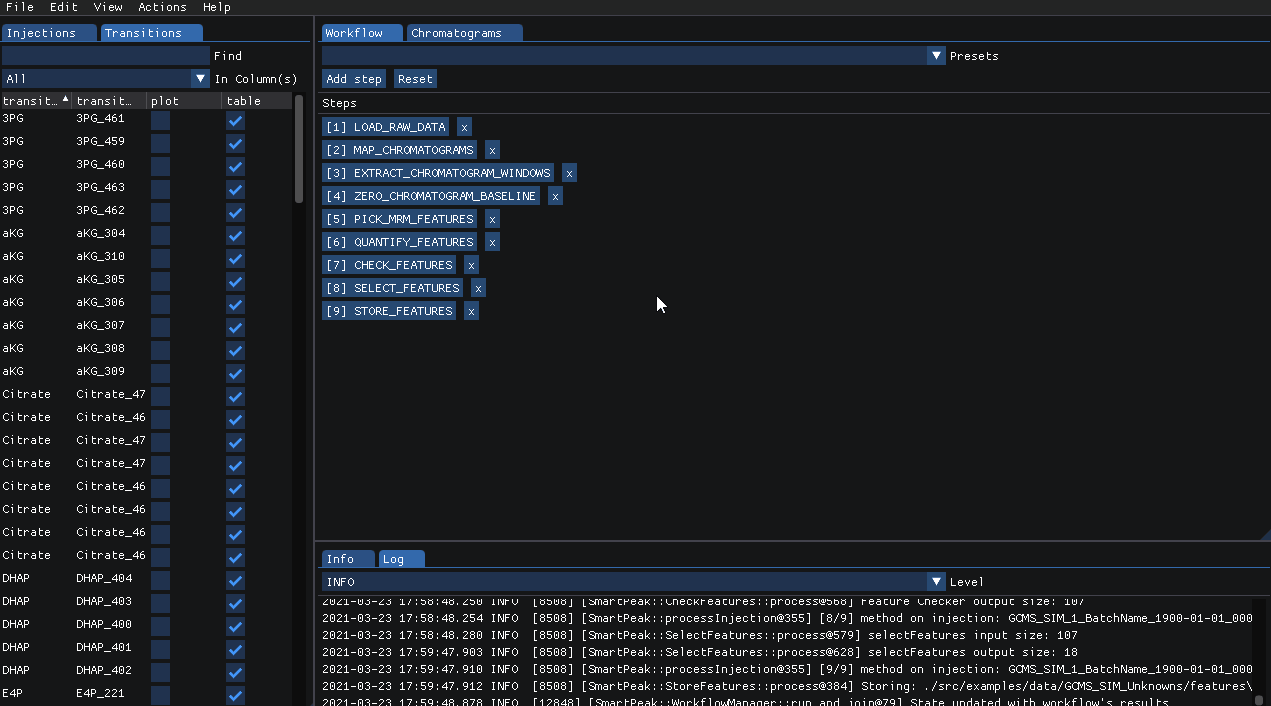 File Edit View Actions Help
Injections Transitions
Find
All In Column(s)
transit... transit... plot table
3PG 3PG_461
3PG 3PG_459
3PG 3PG_460
3PG 3PG_463
3PG 3PG_462
aKG aKG_304
aKG aKG_310
aKG aKG_305
aKG aKG_306
aKG aKG_307
aKG aKG_308
aKG aKG_309
Citrate Citrate_47
Citrate Citrate_46
Citrate Citrate_47
Citrate Citrate_47
Citrate Citrate_46
Citrate Citrate_46
Citrate Citrate_46
Citrate Citrate_46
DHAP DHAP_404
DHAP DHAP_403
DHAP DHAP_400
DHAP DHAP_401
DHAP DHAP_402
E4P E4P_221
Workflow Chromatograms
Presets
Add step Reset
Steps
[1] LOAD_RAW_DATA x
[2] MAP_CHROMATOGRAMS x
[3] EXTRACT_CHROMATOGRAM_WINDOWS x
[4] ZERO_CHROMATOGRAM_BASELINE x
[5] PICK_MRM_FEATURES x
[6] QUANTIFY_FEATURES x
[7] CHECK_FEATURES x
[8] SELECT_FEATURES x
[9] STORE_FEATURES x
Info Log
INFO Level
2021-03-23 17:58:48.250 INFO [8508] [SmartPeak::CheckFeatures::process@568] Feature Checker output size: 107
2021-03-23 17:58:48.254 INFO [8508] [SmartPeak::processInjection@355] [8/9] method on injection: GCMS_SIM_1_BatchName_1900-01-01_000
2021-03-23 17:58:48.280 INFO [8508] [SmartPeak::SelectFeatures::process@579] selectFeatures input size: 107
2021-03-23 17:59:47.903 INFO [8508] [SmartPeak::SelectFeatures::process@628] selectFeatures output size: 18
2021-03-23 17:59:47.910 INFO [8508] [SmartPeak::processInjection@355] [9/9] method on injection: GCMS_SIM_1_BatchName_1900-01-01_000
2021-03-23 17:59:47.912 INFO [8508] [SmartPeak::StoreFeatures::process@384] Storing: ./src/examples/data/GCMS_SIM_Unknowns/features\
2021-03-23 17:59:48.878 INFO [12848] [SmartPeak::WorkflowManager::run_and_join@79] State updated with workflow's results